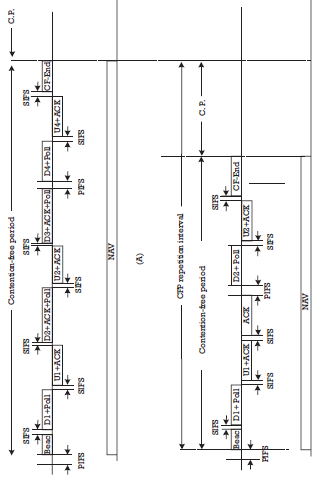 PIFS
Beac
SIFS
D1+Poll
SIFS
U1+ACK
SIFS
D2+ACK+Poll
SIFS
U2+ACK
SIFS
D3+ACK+Poll
PIFS
D4+Poll
SIFS
U4+ACK
SIFS
CF-End
Contention-free period
C.P.
NAV
(A)
CFP repetition interval
Contention-free period
C.P.
PIFS
Beac
SIFS
D1+Poll
SIFS
U1+ACK
SIFS
ACK
PIFS
D2+Poll
SIFS
U2+ACK
SIFS
CF-End
NAV